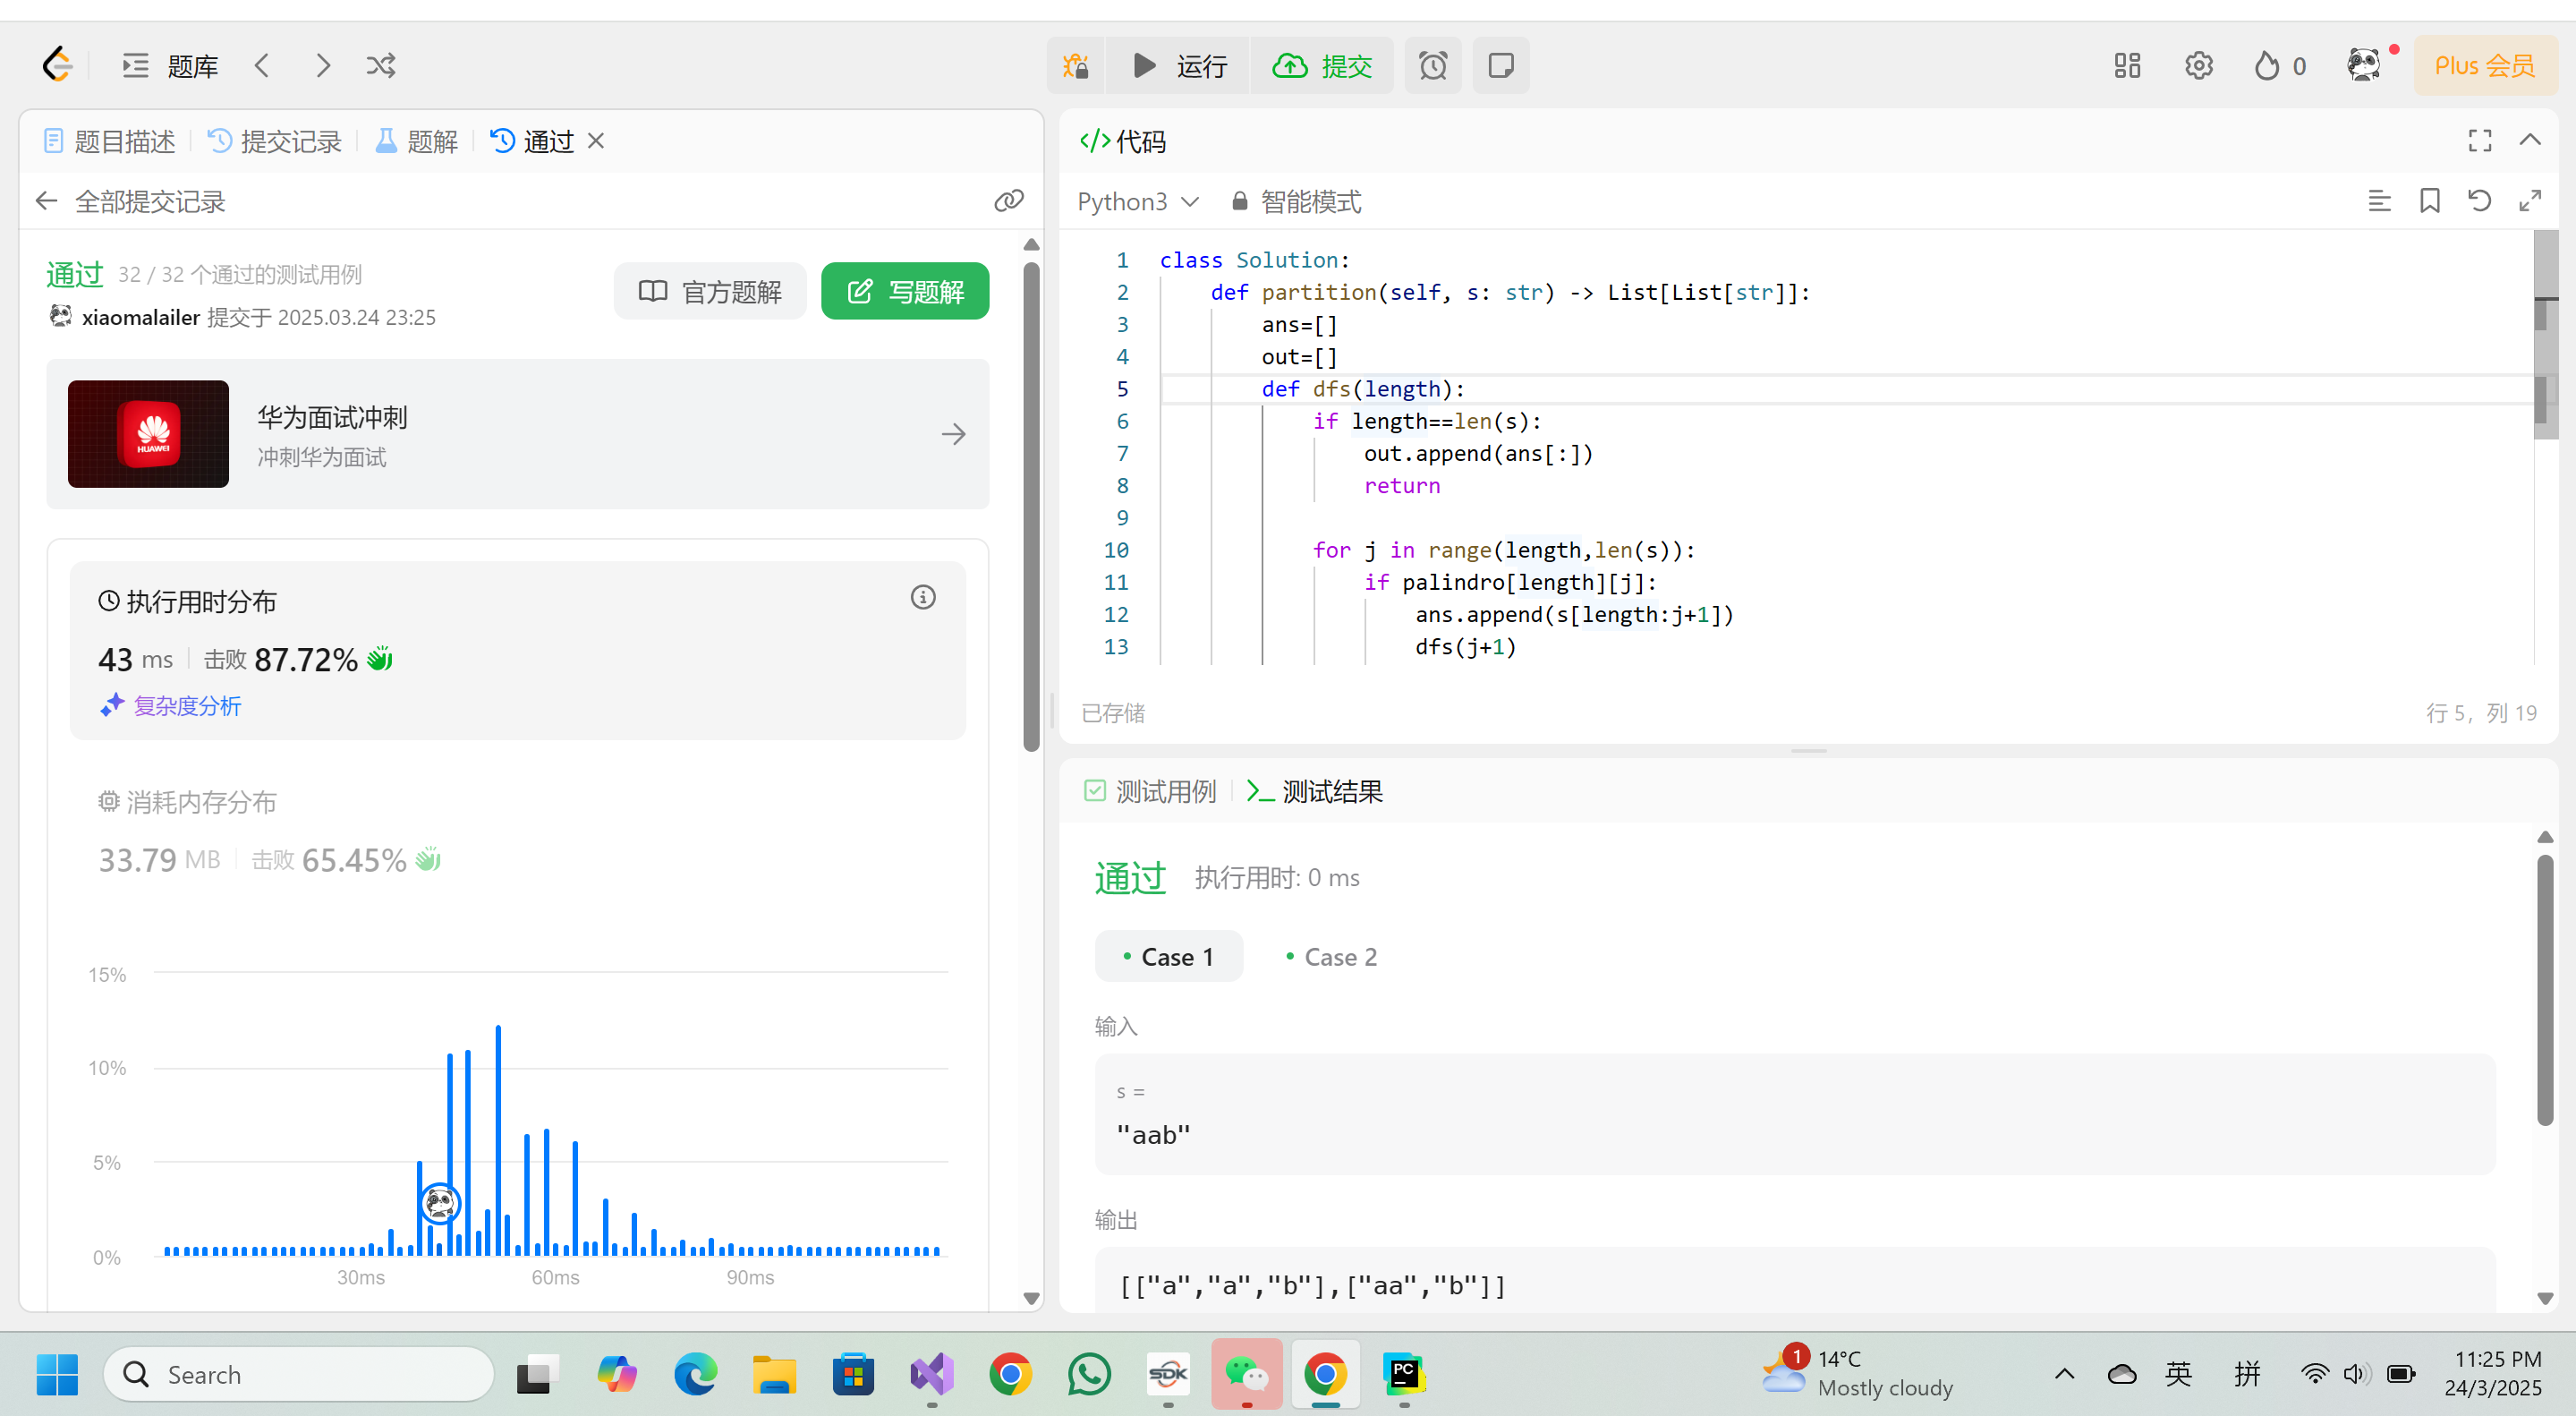 题库
运行
提交
0
Plus 会员
题目描述
提交记录
题解
通过
全部提交记录
通过 32 / 32 个通过的测试用例
xiaomalailer 提交于 2025.03.24 23:25
官方题解
写题解
HUAWEI
华为面试冲刺
冲刺华为面试
执行用时分布
43 ms 击败 87.72%
复杂度分析
消耗内存分布
33.79 MB 击败 65.45%
15%
10%
5%
0%
30ms 60ms 90ms
</>代码
Python3 智能模式
1 class Solution:
2 def partition(self, s: str) -> List[List[str]]:
3 ans=[]
4 out=[]
5 def dfs(length):
6 if length==len(s):
7 out.append(ans[:])
8 return
9
10 for j in range(length,len(s)):
11 if palindro[length][j]:
12 ans.append(s[length:j+1])
13 dfs(j+1)
已存储
行 5，列 19
测试用例
测试结果
通过 执行用时: 0 ms
Case 1 Case 2
输入
s =
"aab"
输出
[["a","a","b"],["aa","b"]]
Search
SDK
PC
1
14°C
Mostly cloudy
英
拼
11:25 PM
24/3/2025